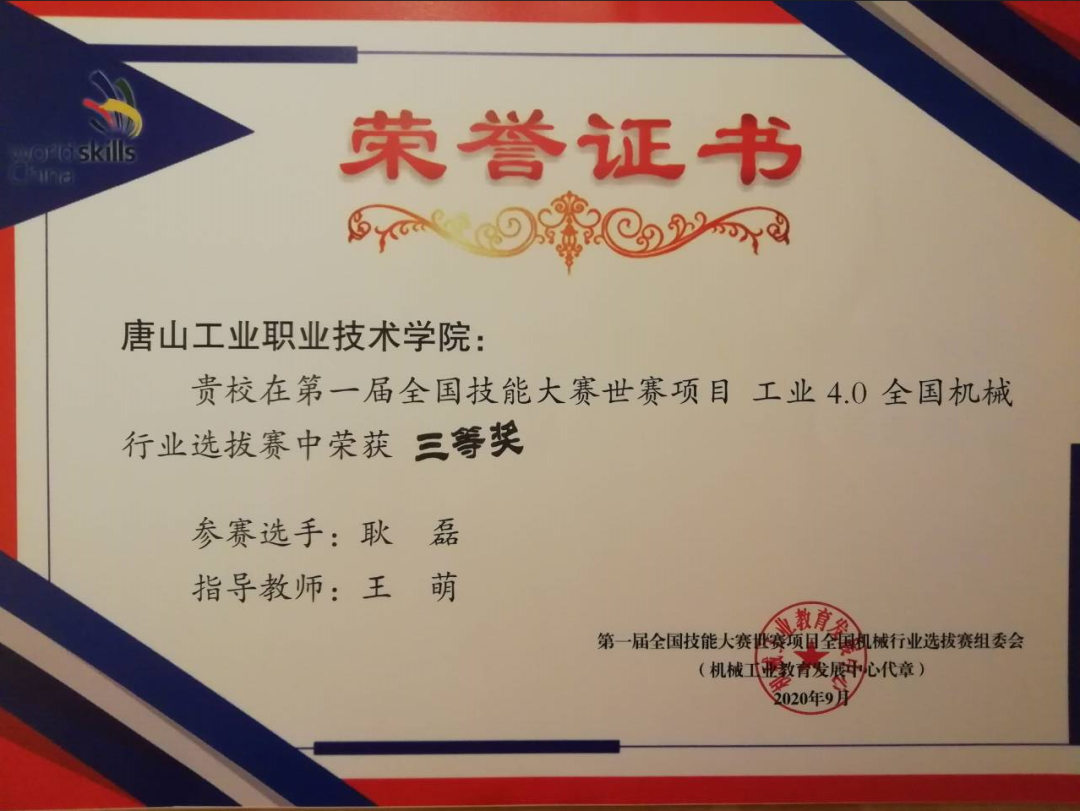 world skills
China
荣誉证书
唐山工业职业技术学院：
贵校在第一届全国技能大赛世赛项目 工业 4.0 全国机械
行业选拔赛中荣获 三等奖
参赛选手：耿 磊
指导教师：王 萌
第一届全国技能大赛世赛项目全国机械行业选拔赛组委会
（机械工业教育发展中心代章）
2020年9月